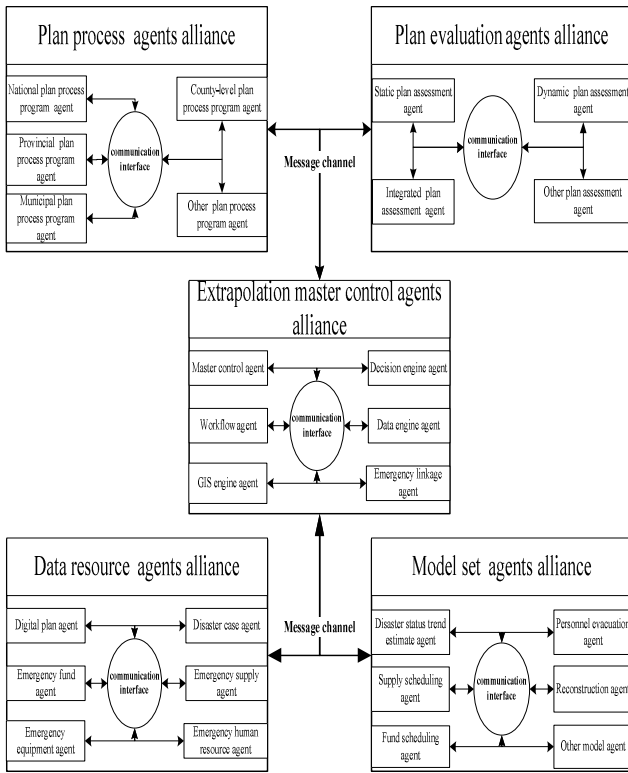 Plan process agents alliance
National plan process
program agent
County-level plan
process program agent
Provincial plan
process program
agent
communication
interface
Municipal plan
process program
agent
Other plan process
program agent
Plan evaluation agents alliance
Static plan assessment
agent
Dynamic plan assessment
agent
communication
interface
Integrated plan
assessment agent
Other plan assessment
agent
Message channel
Extrapolation master control agents
alliance
Master control agent
Decision engine agent
Workflow agent
communication
interface
Data engine agent
GIS engine agent
Emergency linkage
agent
Data resource agents alliance
Digital plan agent
Disaster case agent
Emergency fund
agent
communication
interface
Emergency supply
agent
Emergency
equipment agent
Emergency human
resource agent
Message channel
Model set agents alliance
Disaster status trend
estimate agent
Personnel evacuation
agent
Supply scheduling
agent
communication
interface
Reconstruction agent
Fund scheduling
agent
Other model agent